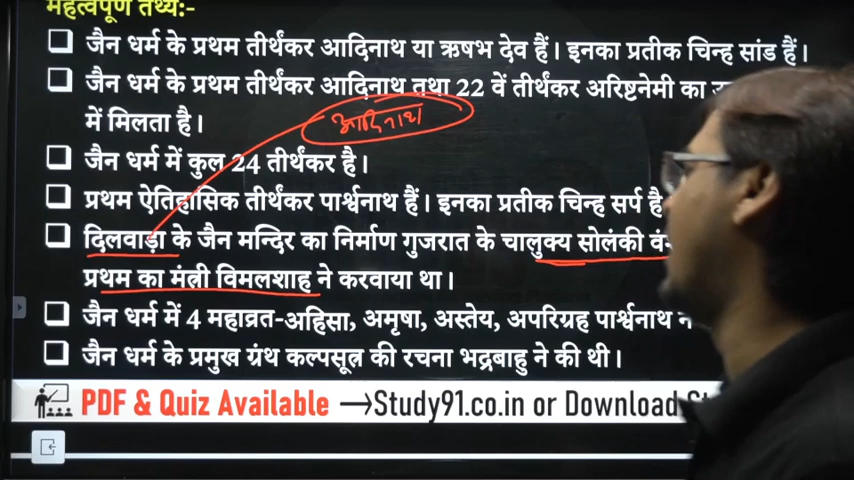 महत्वपूर्ण तथ्य:-
जैन धर्म के प्रथम तीर्थंकर आदिनाथ या ऋषभ देव हैं। इनका प्रतीक चिन्ह सांड हैं।
जैन धर्म के प्रथम तीर्थंकर आदिनाथ तथा 22 वें तीर्थंकर अरिष्टनेमी का
में मिलता है।
आदिनाथ
जैन धर्म में कुल 24 तीर्थंकर है।
प्रथम ऐतिहासिक तीर्थंकर पार्श्वनाथ हैं। इनका प्रतीक चिन्ह सर्प है
दिलवाड़ा के जैन मन्दिर का निर्माण गुजरात के चालुक्य सोलंकी
प्रथम का मंत्री विमलशाह ने करवाया था।
जैन धर्म में 4 महाव्रत-अहिसा, अमृषा, अस्तेय, अपरिग्रह पार्श्वनाथ
जैन धर्म के प्रमुख ग्रंथ कल्पसूत्र की रचना भद्रबाहु ने की थी।
PDF & Quiz Available →Study91.co.in or Download